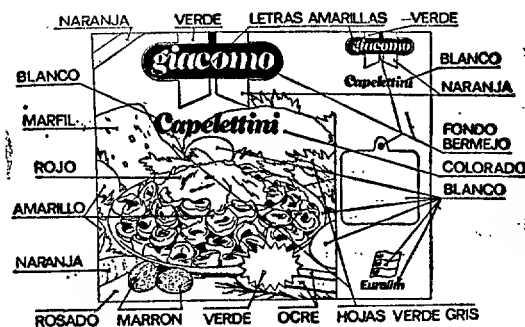 NARANJA VERDE LETRAS AMARILLAS VERDE
giacomo giacomo
BLANCO
Capelettini
NARANJA
BLANCO
MARFIL
Capelettini
FONDO
BERMEJO
ROJO
COLORADO
BLANCO
AMARILLO
NARANJA
Euralim
ROSADO MARRON VERDE OCRE HOJAS VERDE GRIS